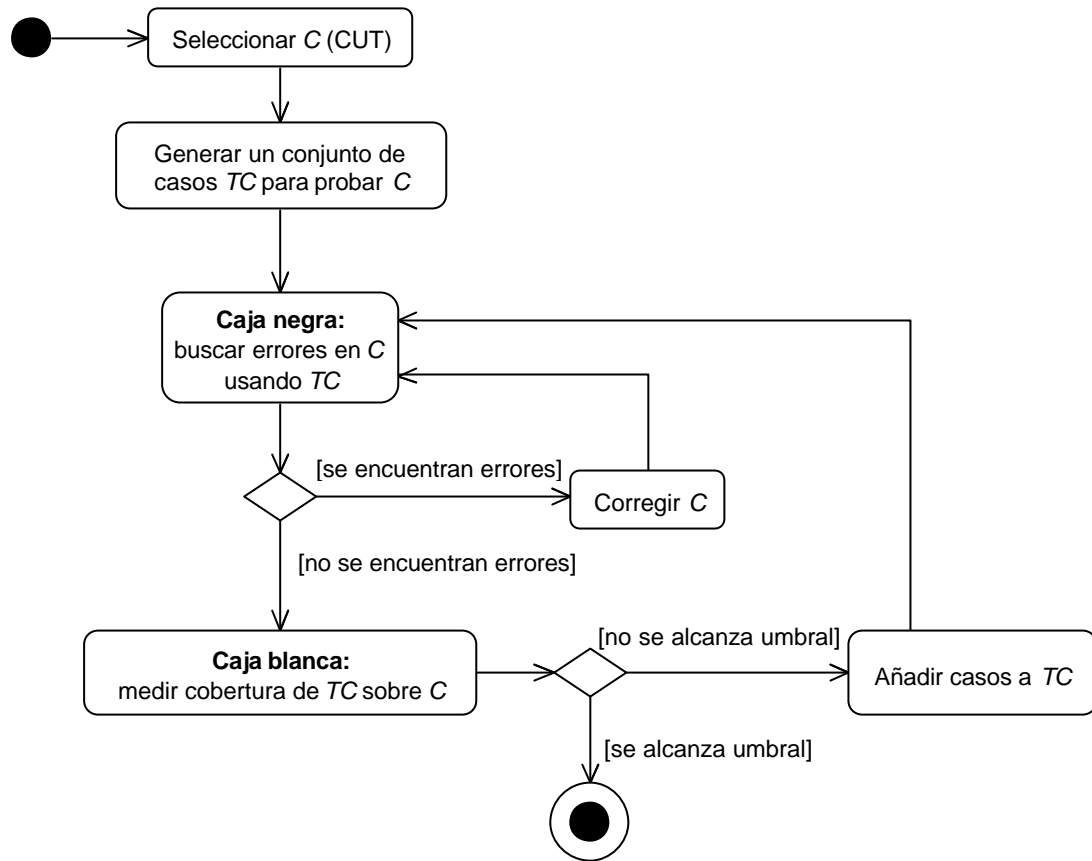 Seleccionar C (CUT)
Generar un conjunto de
casos TC para probar C
Caja negra:
buscar errores en C
usando TC
[se encuentran errores]
Corregir C
[no se encuentran errores]
Caja blanca:
medir cobertura de TC sobre C
[no se alcanza umbral]
Añadir casos a TC
[se alcanza umbral]